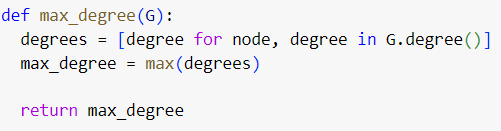 def max_degree(G):
  degrees = [degree for node, degree in G.degree()]
  max_degree = max(degrees)

  return max_degree